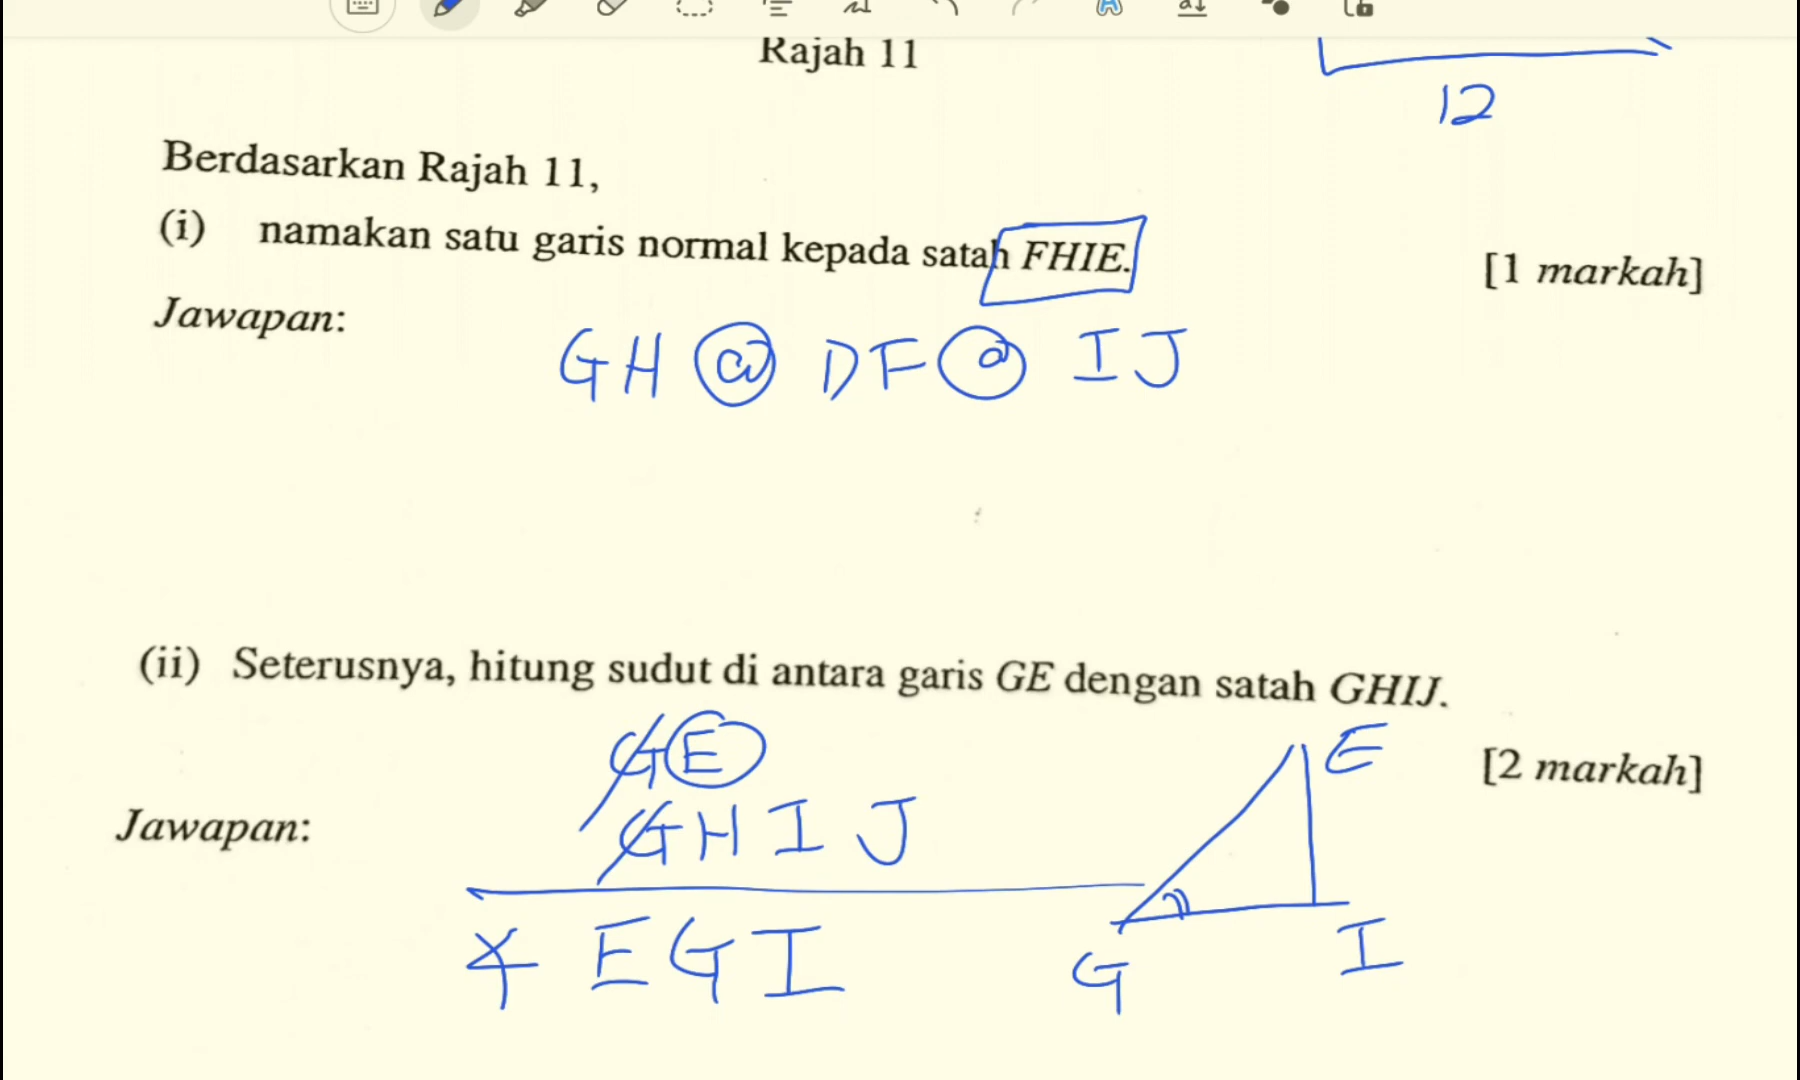 Rajah 11
12
Berdasarkan Rajah 11,
(i) namakan satu garis normal kepada satah FHIE. [1 markah]
Jawapan:
GH @ DF @ IJ
(ii) Seterusnya, hitung sudut di antara garis GE dengan satah GHIJ.
[2 markah]
GE
E
Jawapan:
GHIJ
∠EGI
G I